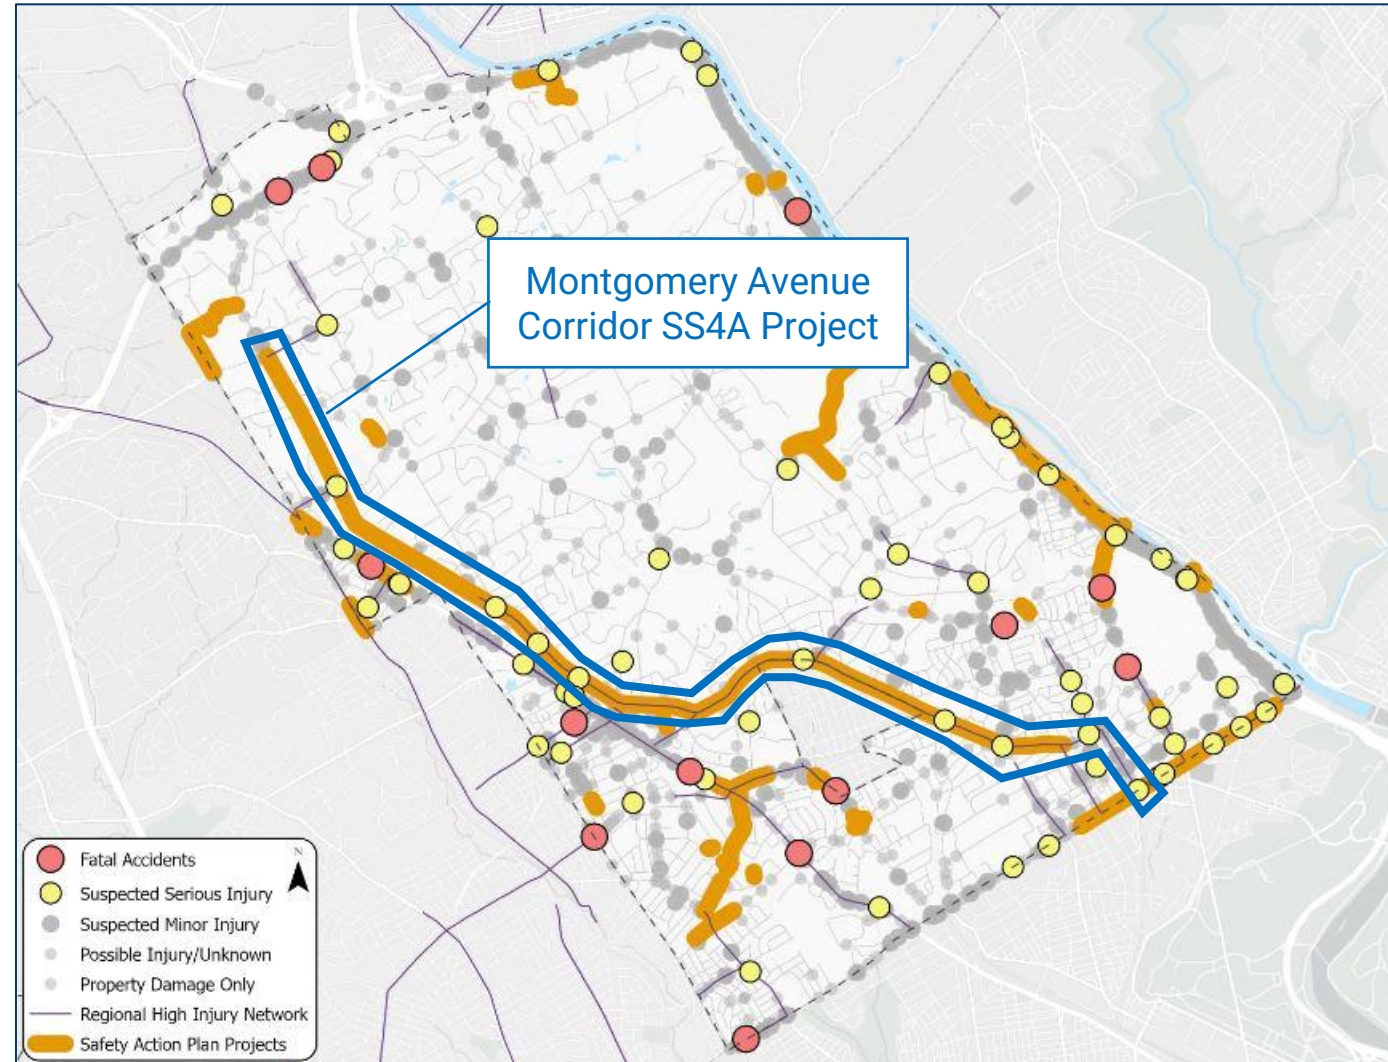 Montgomery Avenue
Corridor SS4A Project
N
Fatal Accidents
Suspected Serious Injury
Suspected Minor Injury
Possible Injury/Unknown
Property Damage Only
Regional High Injury Network
Safety Action Plan Projects